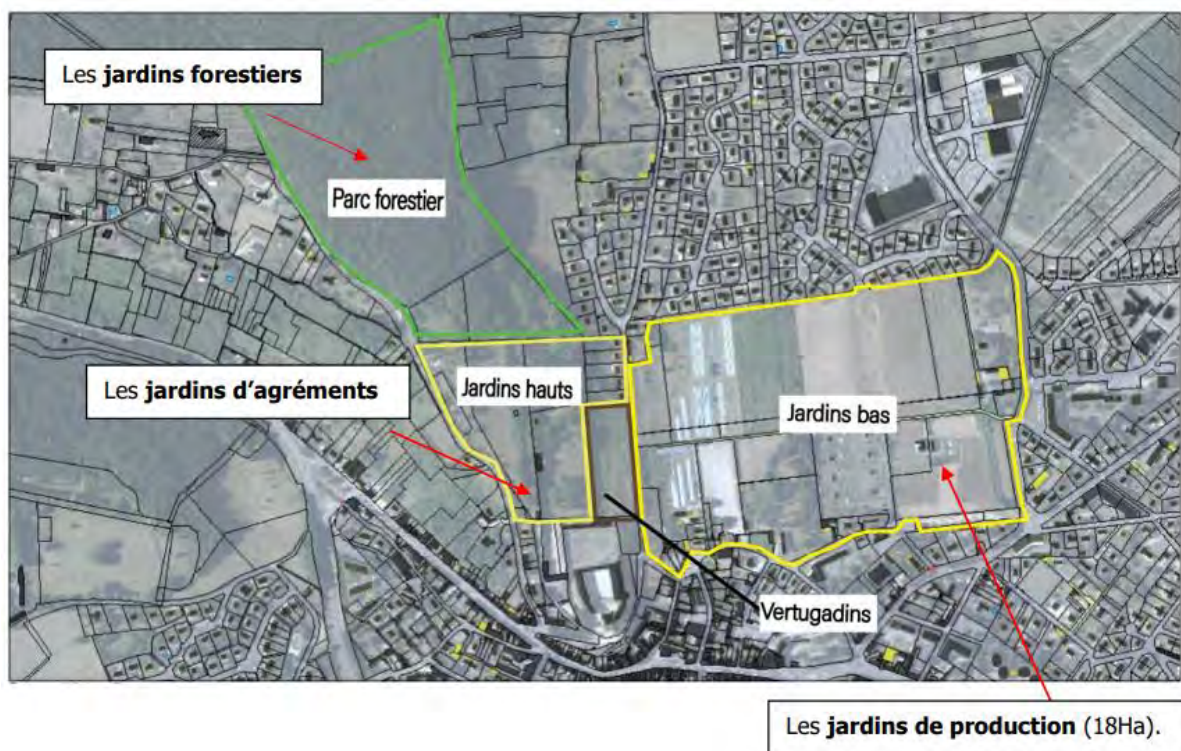 Les jardins forestiers
Parc forestier
Les jardins d'agréments
Jardins hauts
Jardins bas
Vertugadins
Les jardins de production (18Ha).